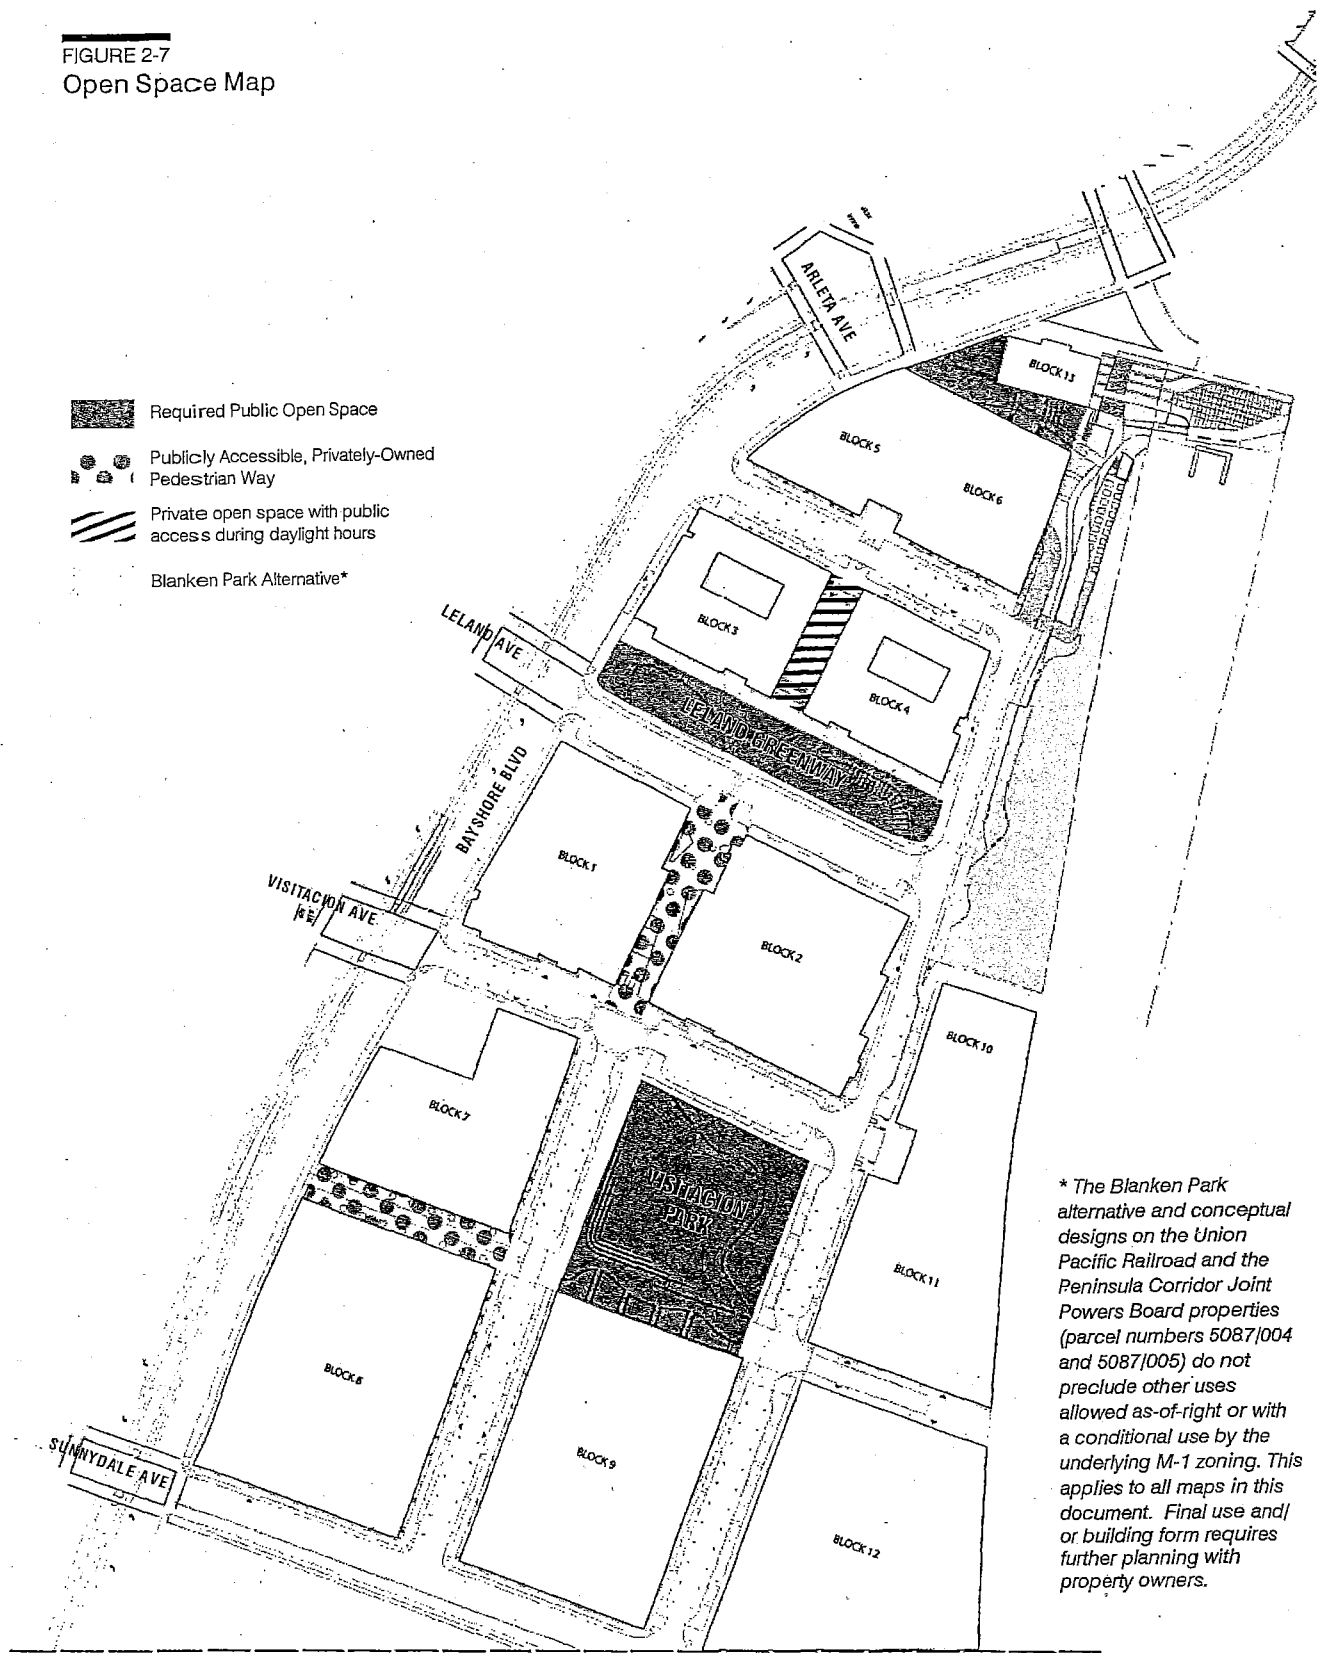 FIGURE 2-7
Open Space Map
ARLETA AVE
BLOCK 13
Required Public Open Space
Publicly Accessible, Privately-Owned
Pedestrian Way
Private open space with public
access during daylight hours
Blanken Park Alternative*
BLOCK 5
BLOCK 6
LELAND AVE
BLOCK 3
BLOCK 4
LELAND GREENWAY
BAYSHORE BLVD
BLOCK 1
VISITACION AVE
BLOCK 2
BLOCK 10
BLOCK 7
VISITACION
PARK
BLOCK 11
BLOCK 8
SUNNYDALE AVE
BLOCK 9
BLOCK 12
* The Blanken Park
alternative and conceptual
designs on the Union
Pacific Railroad and the
Peninsula Corridor Joint
Powers Board properties
(parcel numbers 5087/004
and 5087/005) do not
preclude other uses
allowed as-of-right or with
a conditional use by the
underlying M-1 zoning. This
applies to all maps in this
document. Final use and/
or building form requires
further planning with
property owners.